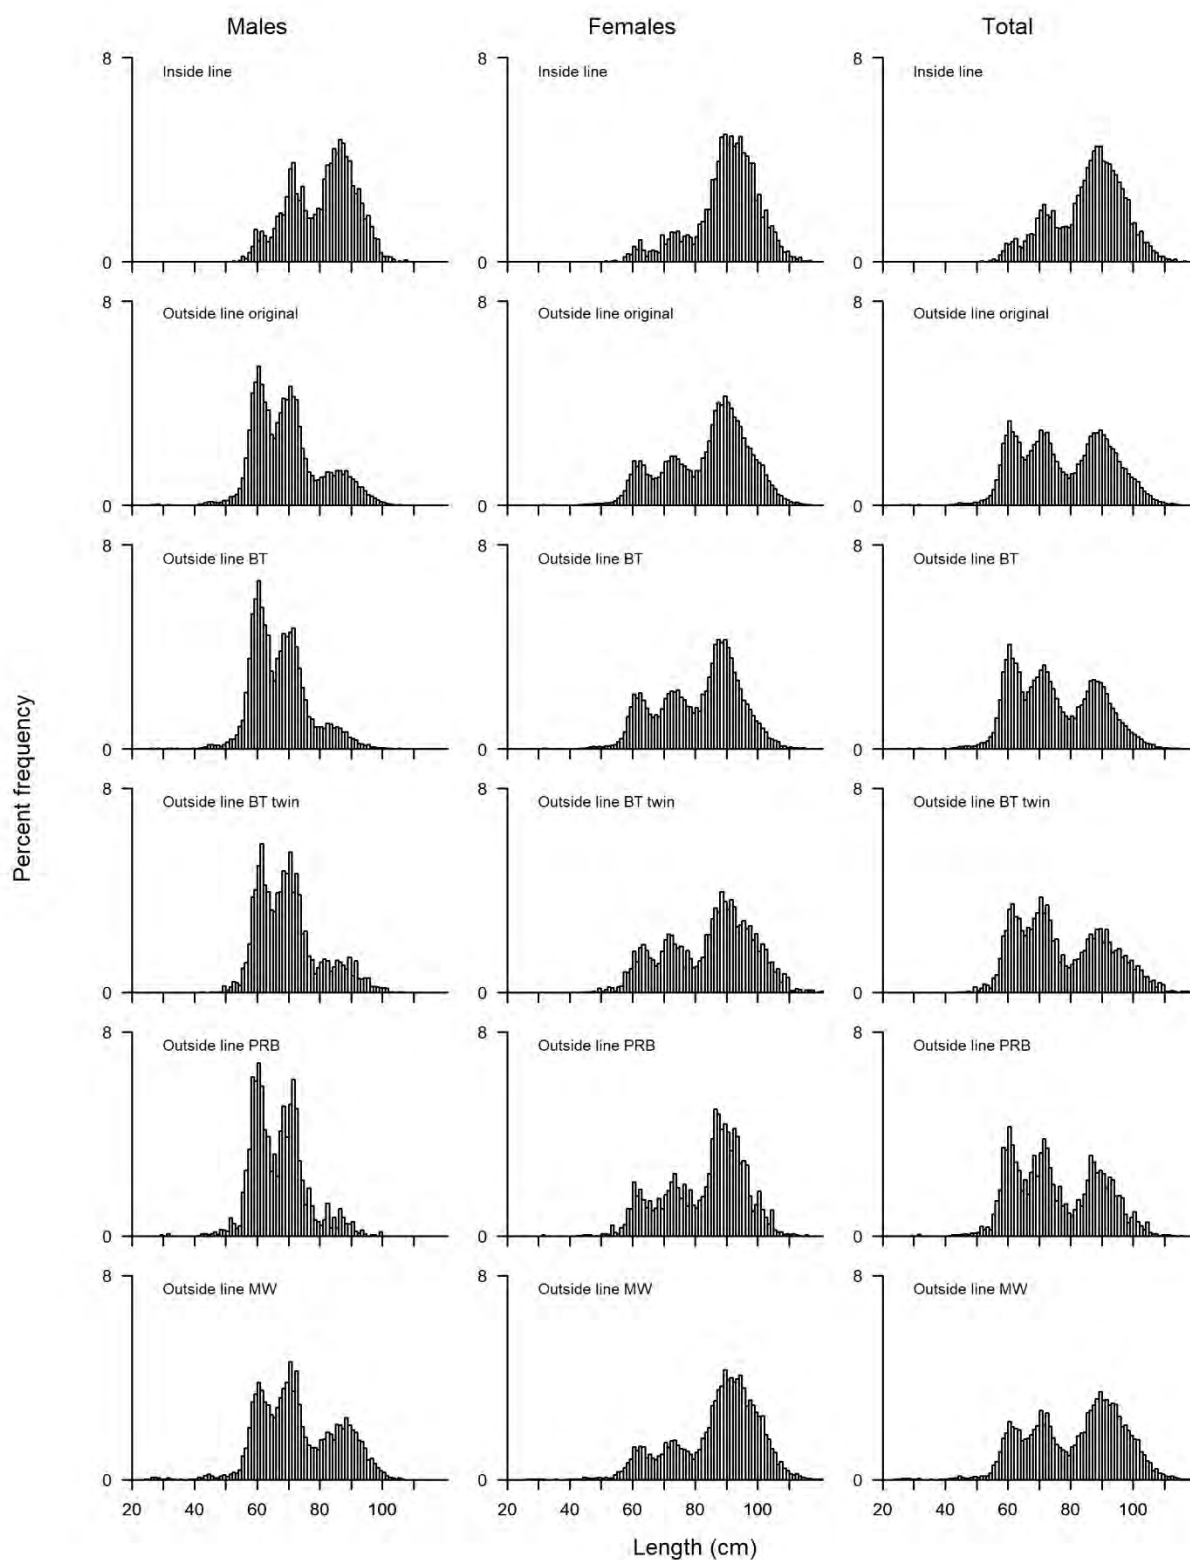 Males Females Total
8 8 8
Inside line Inside line Inside line
0 0 0
8 8 8
Outside line original Outside line original Outside line original
0 0 0
8 8 8
Outside line BT Outside line BT Outside line BT
0 0 0
8 8 8
Outside line BT twin Outside line BT twin Outside line BT twin
0 0 0
8 8 8
Outside line PRB Outside line PRB Outside line PRB
0 0 0
8 8 8
Outside line MW Outside line MW Outside line MW
0 0 0
20 40 60 80 100 20 40 60 80 100 20 40 60 80 100
Percent frequency
Length (cm)